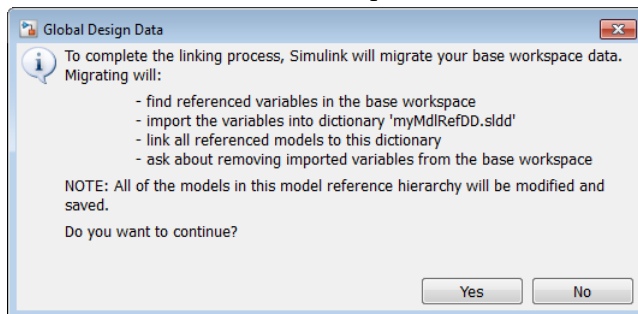 Global Design Data
To complete the linking process, Simulink will migrate your base workspace data.
Migrating will:
- find referenced variables in the base workspace
- import the variables into dictionary 'myMdlRefDD.sldd'
- link all referenced models to this dictionary
- ask about removing imported variables from the base workspace
NOTE: All of the models in this model reference hierarchy will be modified and
saved.
Do you want to continue?
Yes No